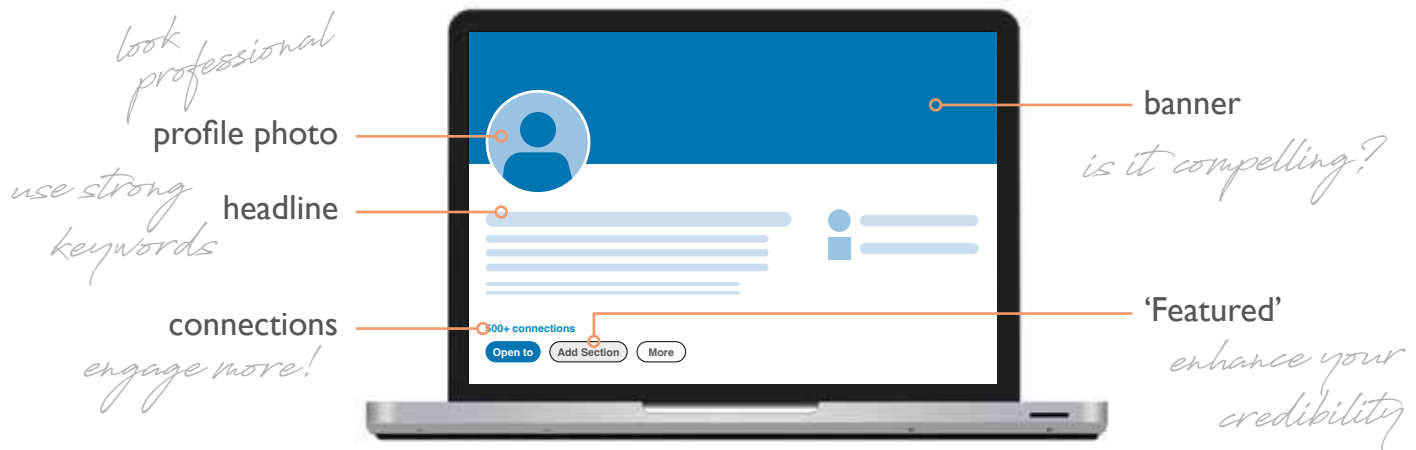 look
professional
profile photo
use strong
keywords
headline
connections
engage more!
500+ connections
Open to
Add Section
More
banner
is it compelling?
'Featured'
enhance your
credibility